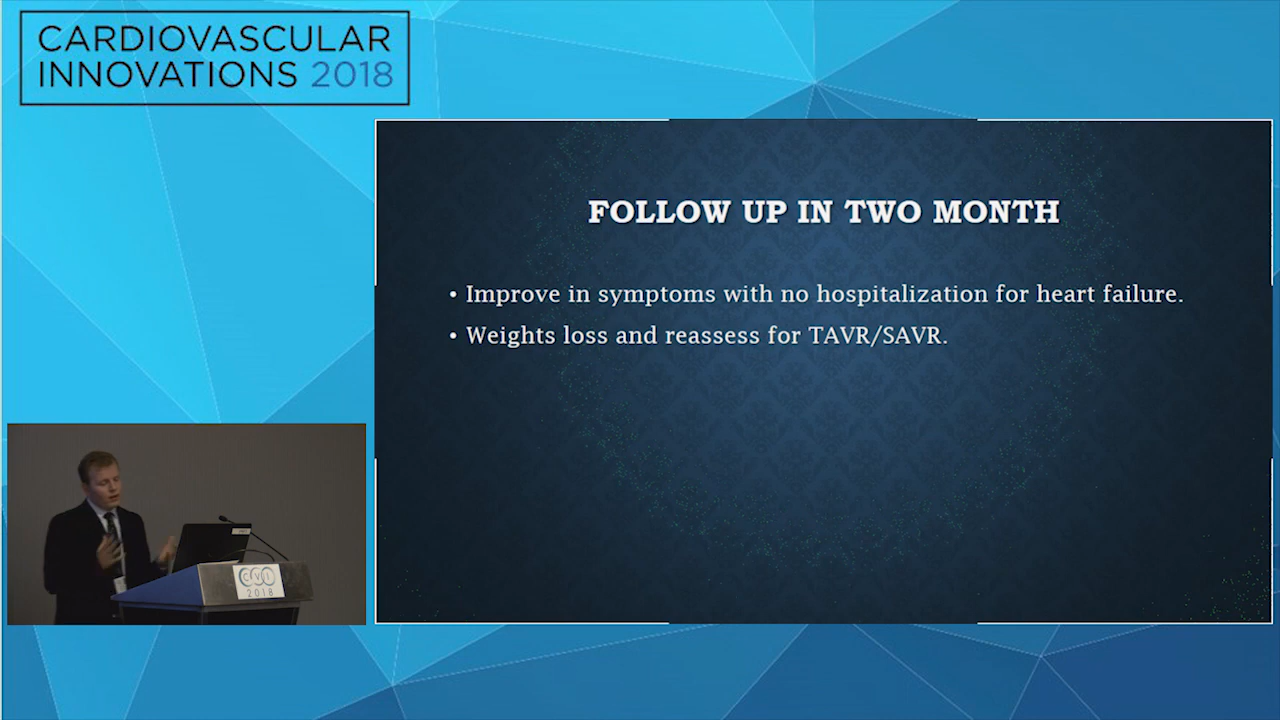 CARDIOVASCULAR
INNOVATIONS 2018
FOLLOW UP IN TWO MONTH
• Improve in symptoms with no hospitalization for heart failure.
• Weights loss and reassess for TAVR/SAVR.
CVI
2018